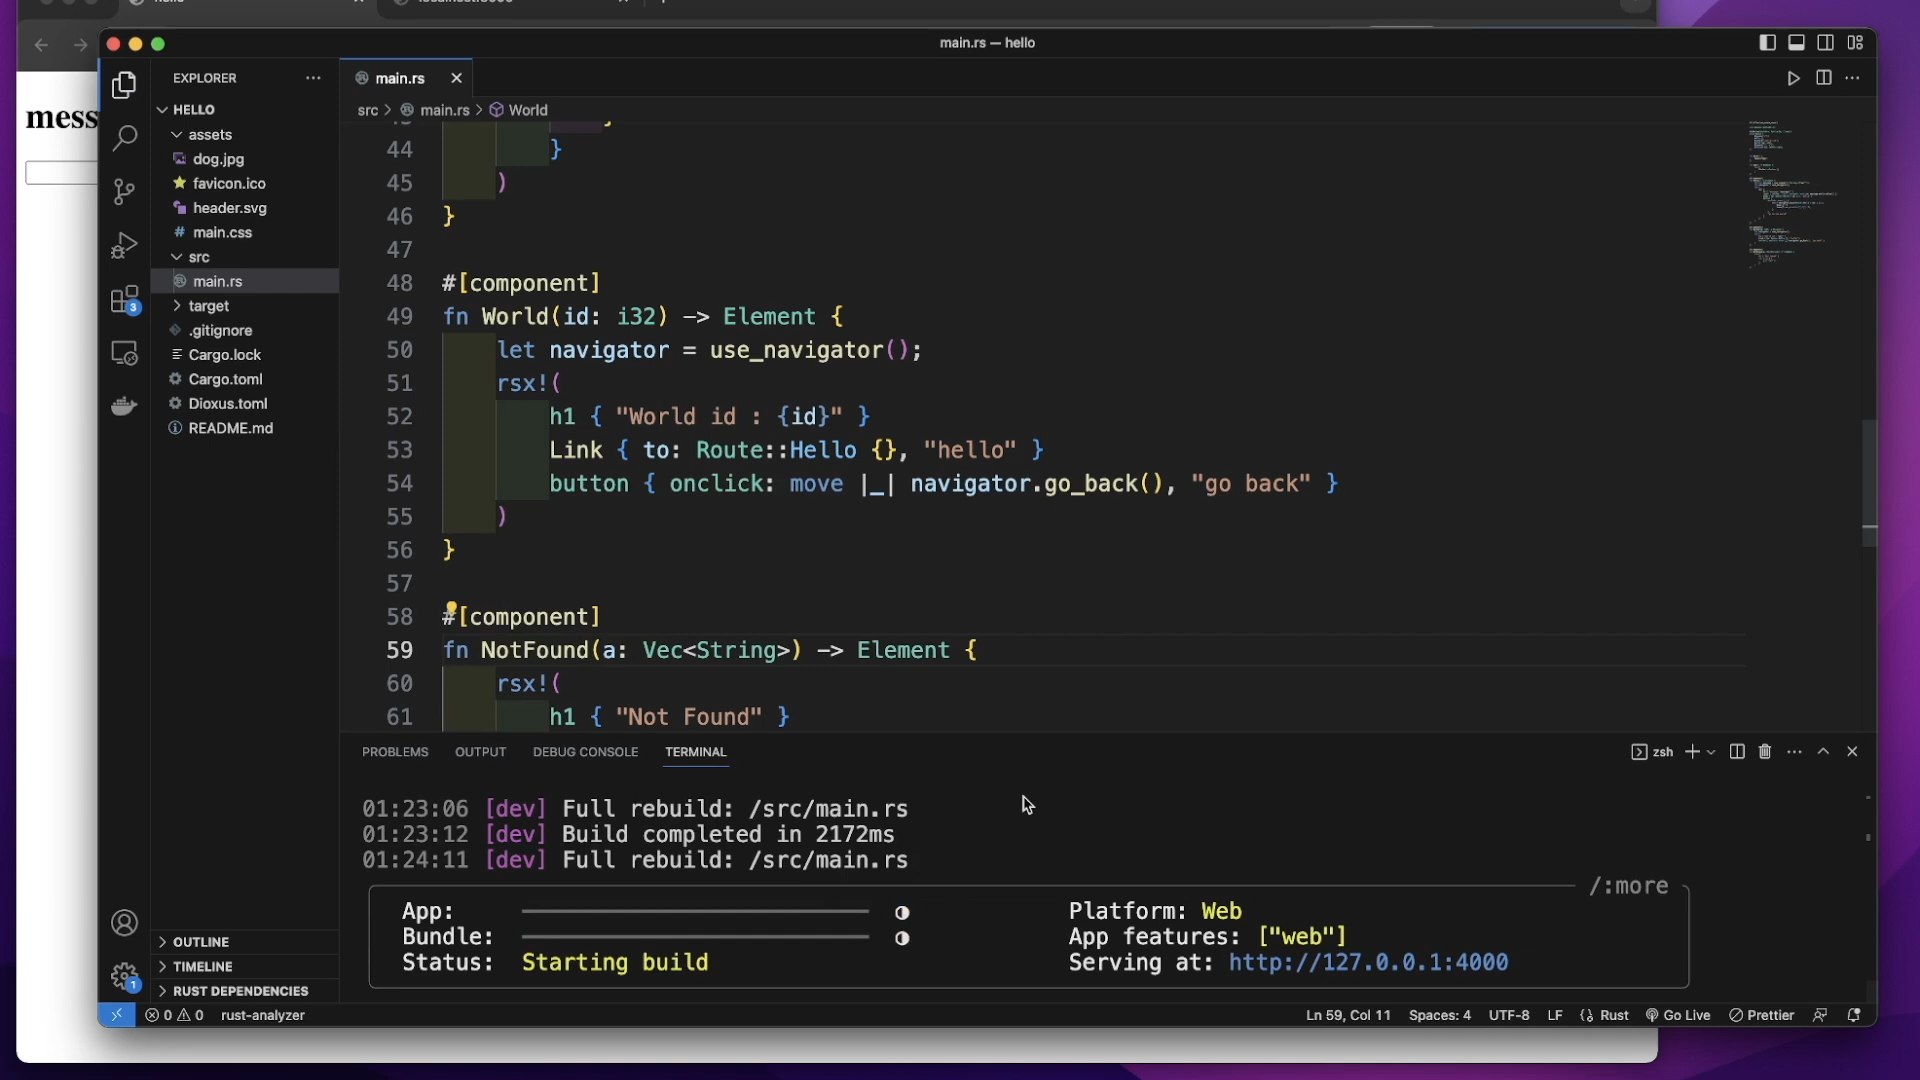 main.rs — hello
mess
EXPLORER
HELLO
assets
dog.jpg
favicon.ico
header.svg
# main.css
src
main.rs
target
.gitignore
Cargo.lock
Cargo.toml
Dioxus.toml
README.md
OUTLINE
TIMELINE
RUST DEPENDENCIES
3
1
main.rs
src > main.rs > World
44 }
45 )
46 }
47
48 #[component]
49 fn World(id: i32) -> Element {
50 let navigator = use_navigator();
51 rsx!(
52 h1 { "World id : {id}" }
53 Link { to: Route::Hello {}, "hello" }
54 button { onclick: move |_| navigator.go_back(), "go back" }
55 )
56 }
57
58 #[component]
59 fn NotFound(a: Vec<String>) -> Element {
60 rsx!(
61 h1 { "Not Found" }
PROBLEMS OUTPUT DEBUG CONSOLE TERMINAL
zsh
01:23:06 [dev] Full rebuild: /src/main.rs
01:23:12 [dev] Build completed in 2172ms
01:24:11 [dev] Full rebuild: /src/main.rs
/:more
App: Platform: Web
Bundle: App features: ["web"]
Status: Starting build Serving at: http://127.0.0.1:4000
0 0 rust-analyzer Ln 59, Col 11 Spaces: 4 UTF-8 LF {} Rust Go Live Prettier